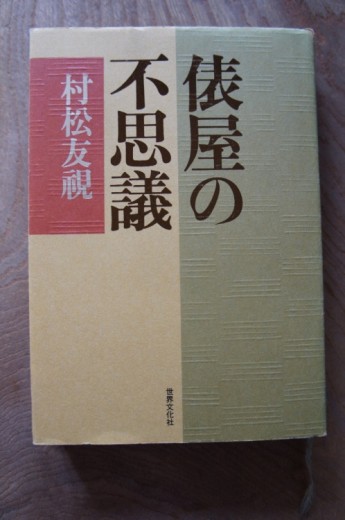 俵屋の
不思議
村松友視
世界文化社